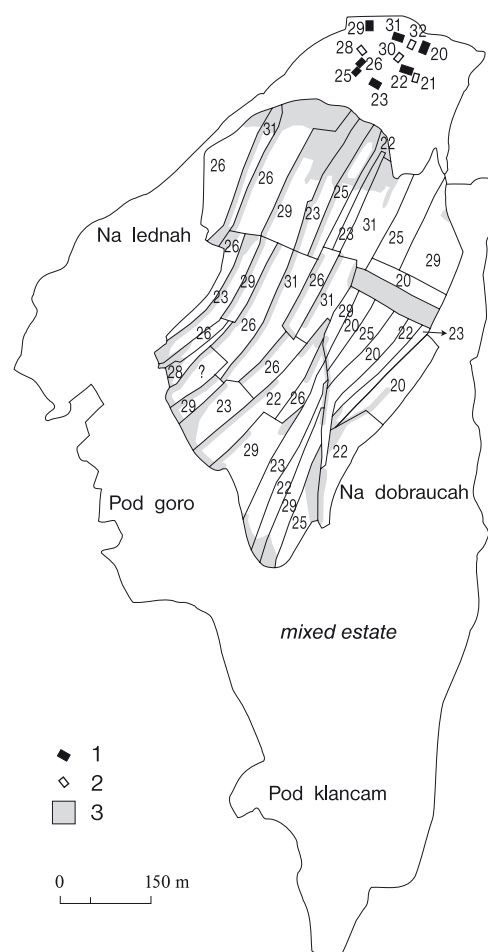 29 31 32
28 30 20
26
25 22 21
23
31
22
26
26 25
29 23
31
23 25
Na lednah
26 29
20
29 31 26
23 31
29
26 26 20 25 22 23
28 ? 20
26
20
29 23 22 26
29 22
23
22
29
25
Na dobraucah
Pod goro
mixed estate
1
2
3
Pod klancam
0 150 m